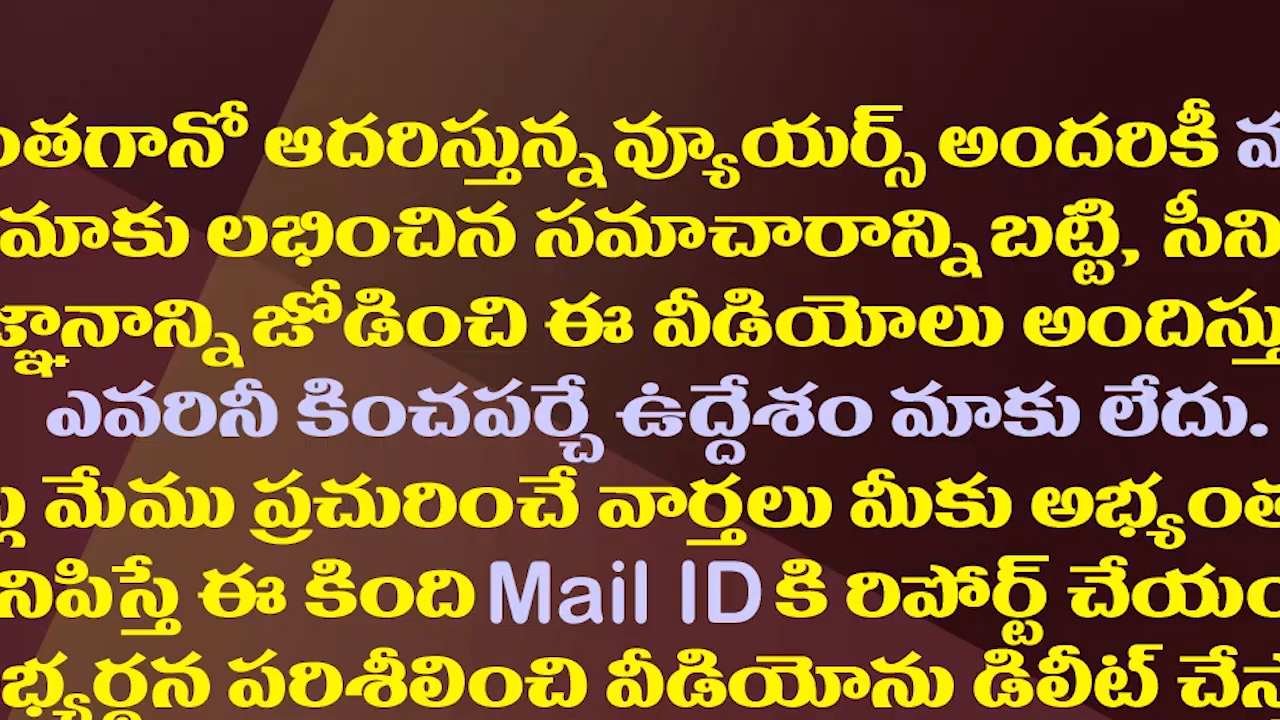 ంతగానో ఆదరిస్తున్న వ్యూయర్స్ అందరికీ
మాకు లభించిన సమాచారాన్ని బట్టి, సీని
జ్ఞానాన్ని జోడించి ఈ వీడియోలు అందిస్తు
ఎవరినీ కించపర్చే ఉద్దేశం మాకు లేదు.
మేము ప్రచురించే వార్తలు మీకు అభ్యంత
నిపిస్తే ఈ కింది Mail ID కి రిపోర్ట్ చేయం
భ్యర్థన పరిశీలించి వీడియోను డిలీట్ చేస